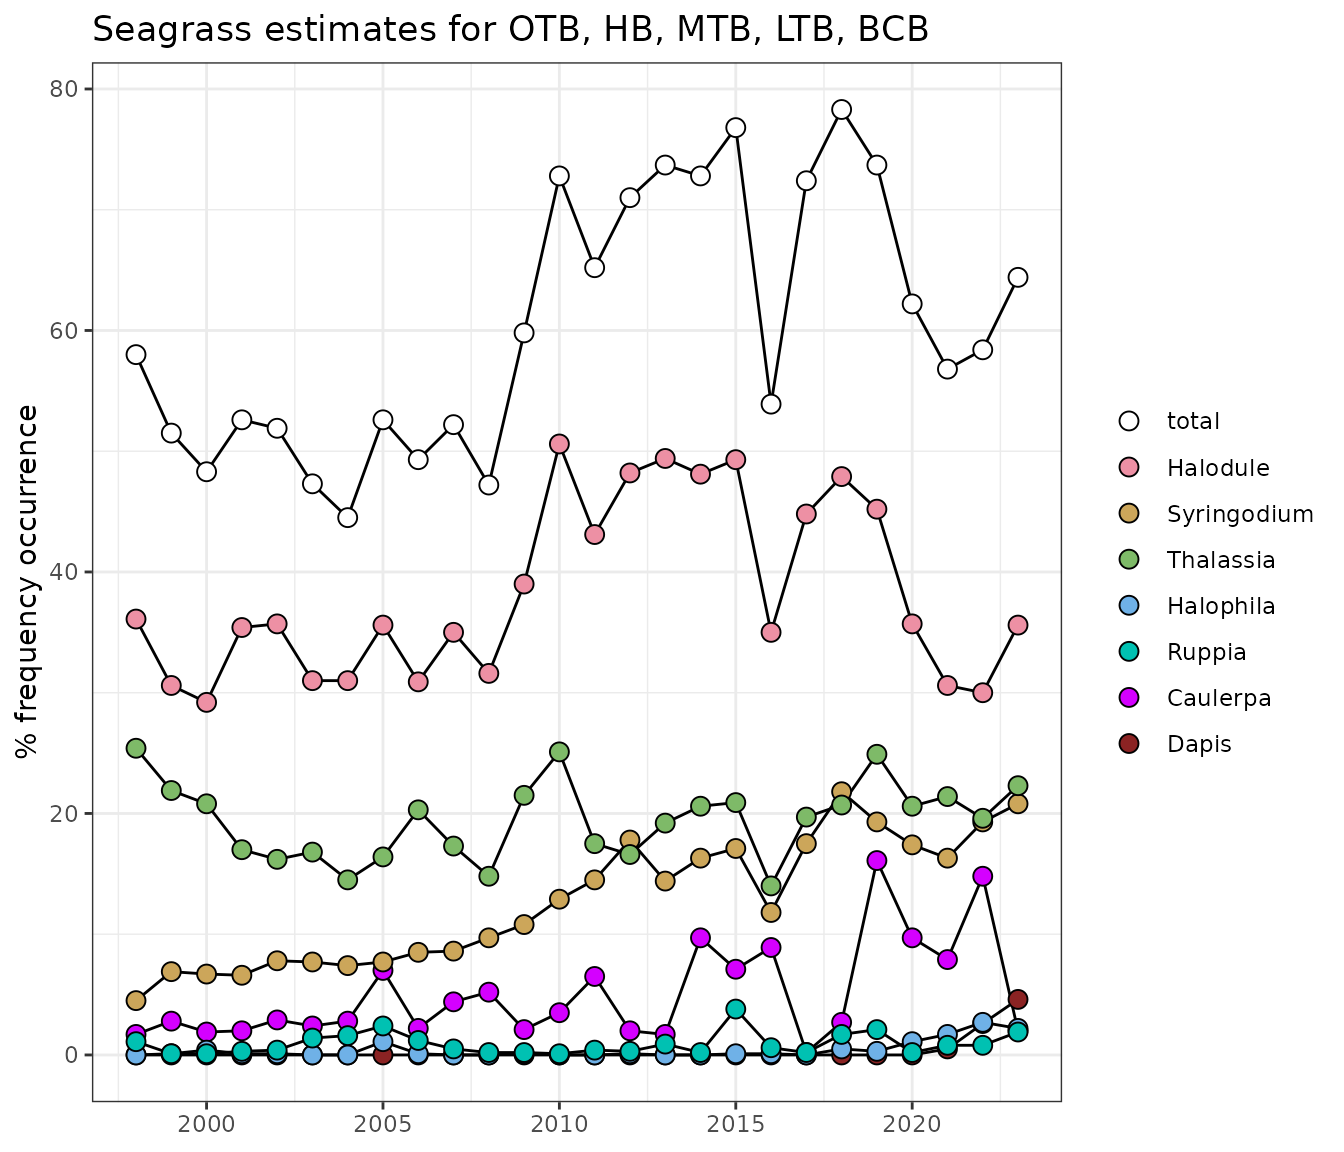 Seagrass estimates for OTB, HB, MTB, LTB, BCB
% frequency occurrence
80
60
40
20
0
2000
2005
2010
2015
2020
total
Halodule
Syringodium
Thalassia
Halophila
Ruppia
Caulerpa
Dapis